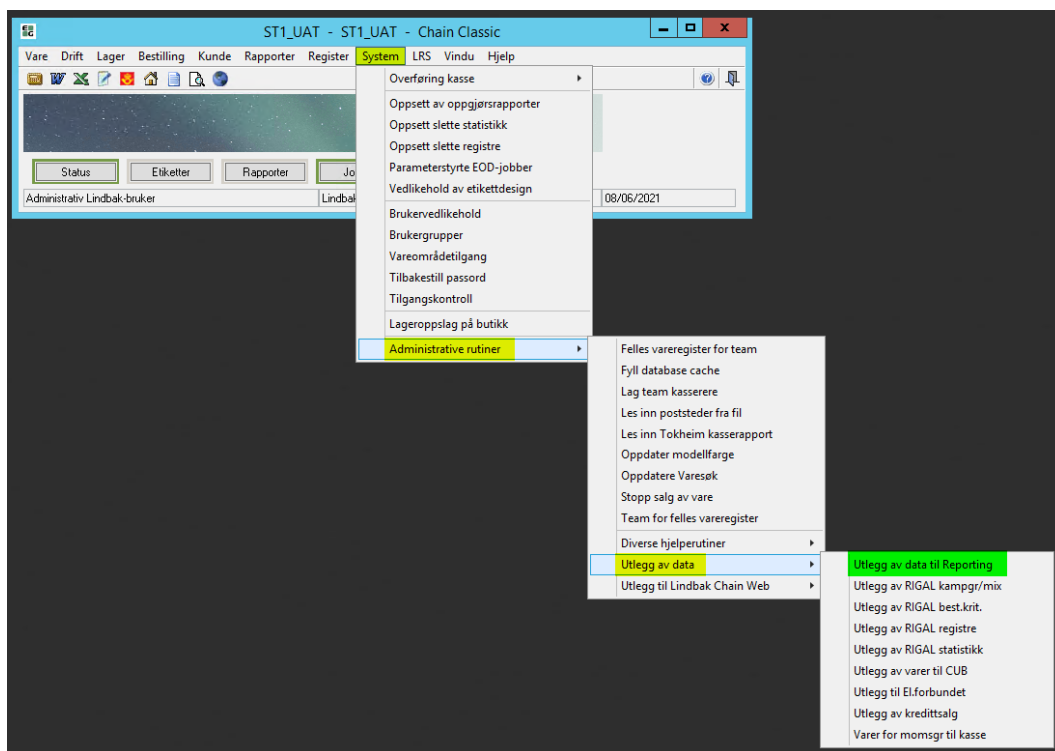 ST1_UAT - ST1_UAT - Chain Classic
Vare Drift Lager Bestilling Kunde Rapporter Register System LRS Vindu Hjelp
Overføring kasse
Oppsett av oppgjørsrapporter
Oppsett slette statistikk
Oppsett slette registre
Parameterstyrte EOD-jobber
Vedlikehold av etikettdesign
Status Etiketter Rapporter Jo
Administrativ Lindbak-bruker Lindbak 08/06/2021
Brukervedlikehold
Brukergrupper
Vareområdetilgang
Tilbakestill passord
Tilgangskontroll
Lageroppslag på butikk
Administrative rutiner
Felles vareregister for team
Fyll database cache
Lag team kasserere
Les inn poststeder fra fil
Les inn Tokheim kasserapport
Oppdater modellfarge
Oppdatere Varesøk
Stopp salg av vare
Team for felles vareregister
Diverse hjelperutiner
Utlegg av data
Utlegg til Lindbak Chain Web
Utlegg av data til Reporting
Utlegg av RIGAL kampgr/mix
Utlegg av RIGAL best.krit.
Utlegg av RIGAL registre
Utlegg av RIGAL statistikk
Utlegg av varer til CUB
Utlegg til El.forbundet
Utlegg av kredittsalg
Varer for momsgr til kasse